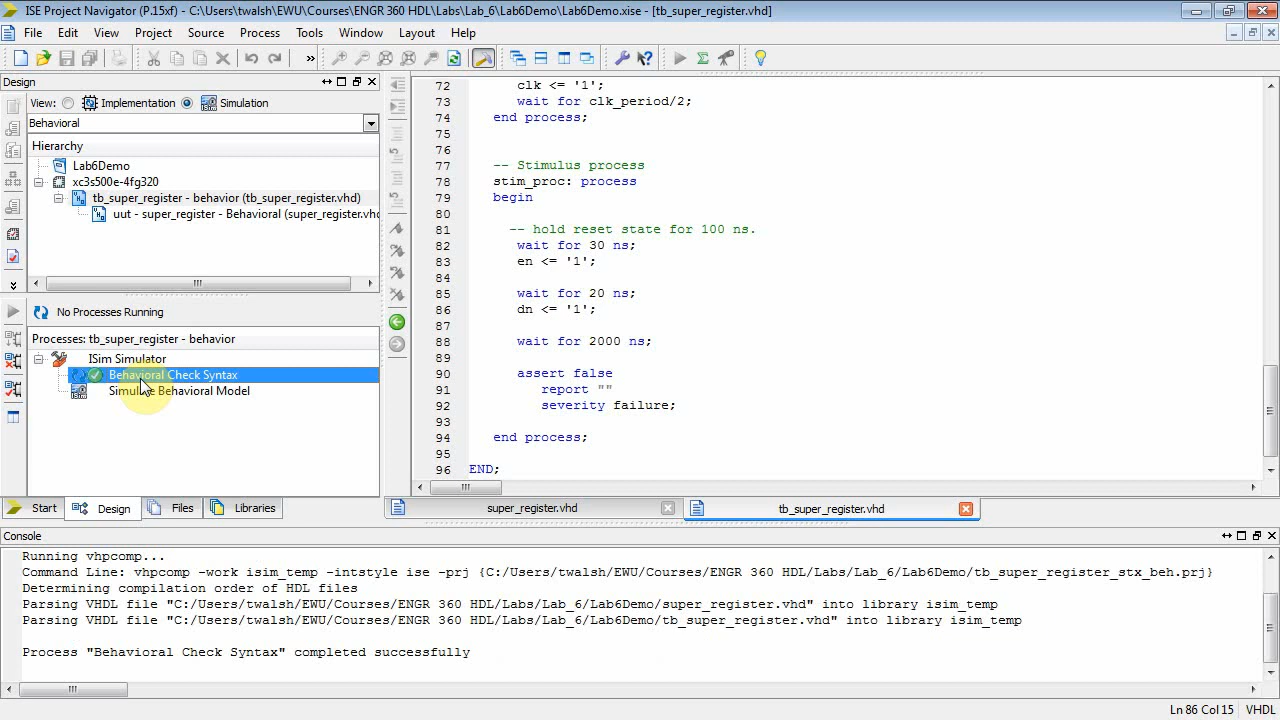 ISE Project Navigator (P.15xf) - C:\Users\twalsh\EWU\Courses\ENGR 360 HDL\Labs\Lab_6\Lab6Demo\Lab6Demo.xise - [tb_super_register.vhd]
File Edit View Project Source Process Tools Window Layout Help
Design
View: Implementation Simulation
Behavioral
Hierarchy
Lab6Demo
xc3s500e-4fg320
tb_super_register - behavior (tb_super_register.vhd)
uut - super_register - Behavioral (super_register.vhd
No Processes Running
Processes: tb_super_register - behavior
ISim Simulator
Behavioral Check Syntax
Simulate Behavioral Model
Start Design Files Libraries
72 clk <= '1';
73 wait for clk_period/2;
74 end process;
75
76
77 -- Stimulus process
78 stim_proc: process
79 begin
80
81 -- hold reset state for 100 ns.
82 wait for 30 ns;
83 en <= '1';
84
85 wait for 20 ns;
86 dn <= '1';
87
88 wait for 2000 ns;
89
90 assert false
91 report ""
92 severity failure;
93
94 end process;
95
96 END;
super_register.vhd tb_super_register.vhd
Console
Running vhpcomp...
Command Line: vhpcomp -work isim_temp -intstyle ise -prj {C:/Users/twalsh/EWU/Courses/ENGR 360 HDL/Labs/Lab_6/Lab6Demo/tb_super_register_stx_beh.prj}
Determining compilation order of HDL files
Parsing VHDL file "C:/Users/twalsh/EWU/Courses/ENGR 360 HDL/Labs/Lab_6/Lab6Demo/super_register.vhd" into library isim_temp
Parsing VHDL file "C:/Users/twalsh/EWU/Courses/ENGR 360 HDL/Labs/Lab_6/Lab6Demo/tb_super_register.vhd" into library isim_temp
Process "Behavioral Check Syntax" completed successfully
Ln 86 Col 15 VHDL